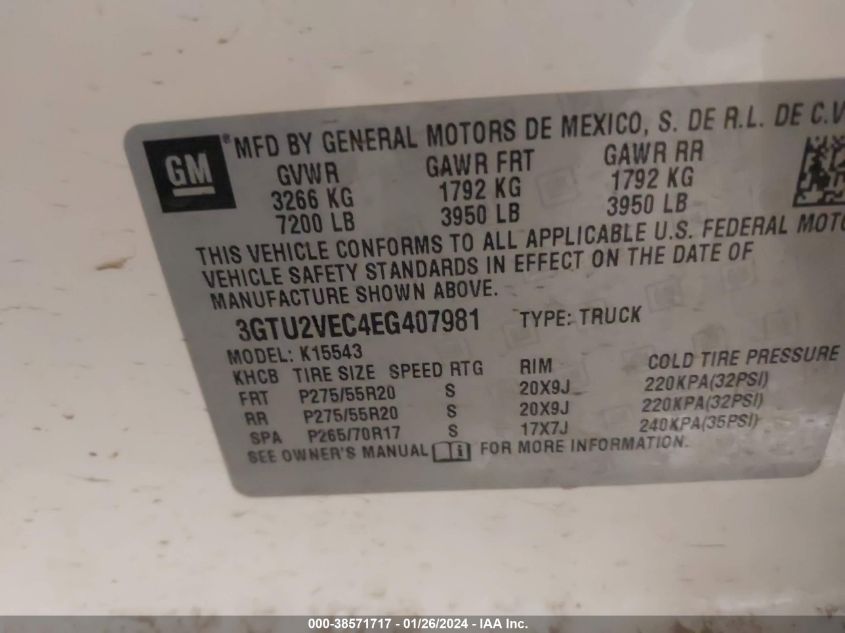 GM® MFD BY GENERAL MOTORS DE MEXICO, S. DE R.L. DE C.V
GVWR GAWR FRT GAWR RR
3266 KG 1792 KG 1792 KG
7200 LB 3950 LB 3950 LB
THIS VEHICLE CONFORMS TO ALL APPLICABLE U.S. FEDERAL MOTO
VEHICLE SAFETY STANDARDS IN EFFECT ON THE DATE OF
MANUFACTURE SHOWN ABOVE.
3GTU2VEC4EG407981 TYPE: TRUCK
MODEL: K15543
KHCB TIRE SIZE SPEED RTG RIM COLD TIRE PRESSURE
FRT P275/55R20 S 20X9J 220KPA(32PSI)
RR P275/55R20 S 20X9J 220KPA(32PSI)
SPA P265/70R17 S 17X7J 240KPA(35PSI)
SEE OWNER'S MANUAL FOR MORE INFORMATION.
000-38571717 - 01/26/2024 - IAA Inc.